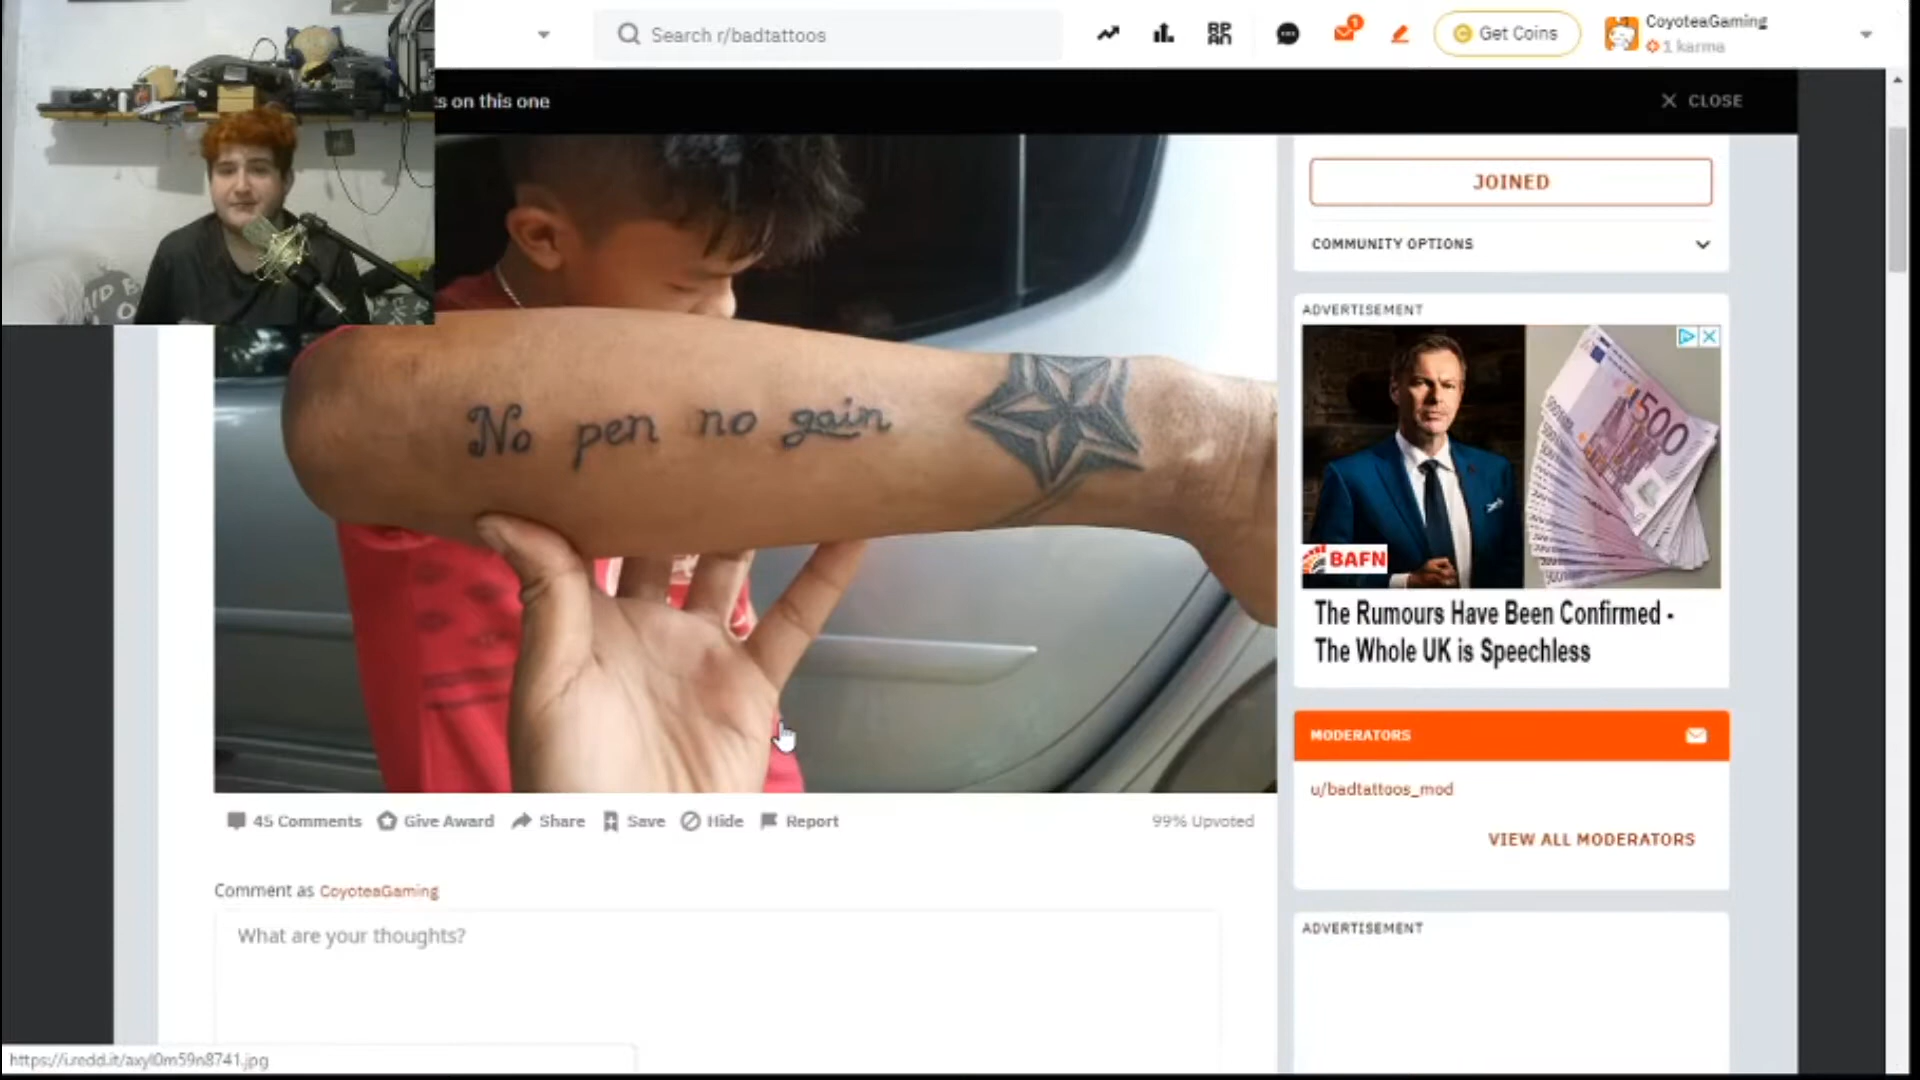 Search r/badtattoos
1
Get Coins
CoyoteaGaming
1 karma
s on this one
CLOSE
JOINED
COMMUNITY OPTIONS
ADVERTISEMENT
500
BAFN
No pen no gain
The Rumours Have Been Confirmed -
The Whole UK is Speechless
MODERATORS
u/badtattoos_mod
VIEW ALL MODERATORS
45 Comments
Give Award
Share
Save
Hide
Report
99% Upvoted
Comment as CoyoteaGaming
What are your thoughts?
ADVERTISEMENT
https://i.redd.it/axyl0m59n8741.jpg